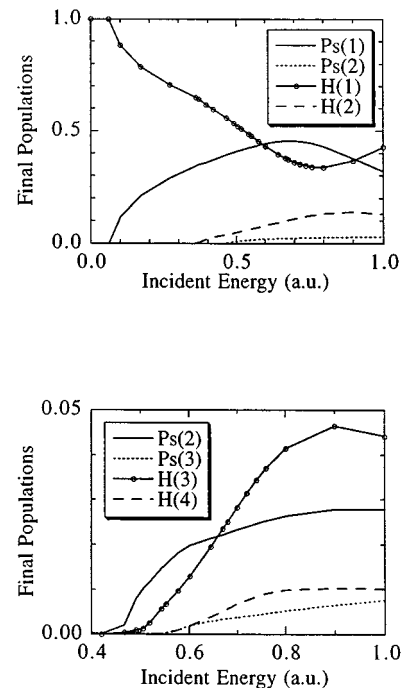 1.0
Ps(1)
Ps(2)
H(1)
H(2)
Final Populations
0.5
0.0
0.0 0.5 1.0
Incident Energy (a.u.)
0.05
Ps(2)
Ps(3)
H(3)
H(4)
Final Populations
0.00
0.4 0.6 0.8 1.0
Incident Energy (a.u.)